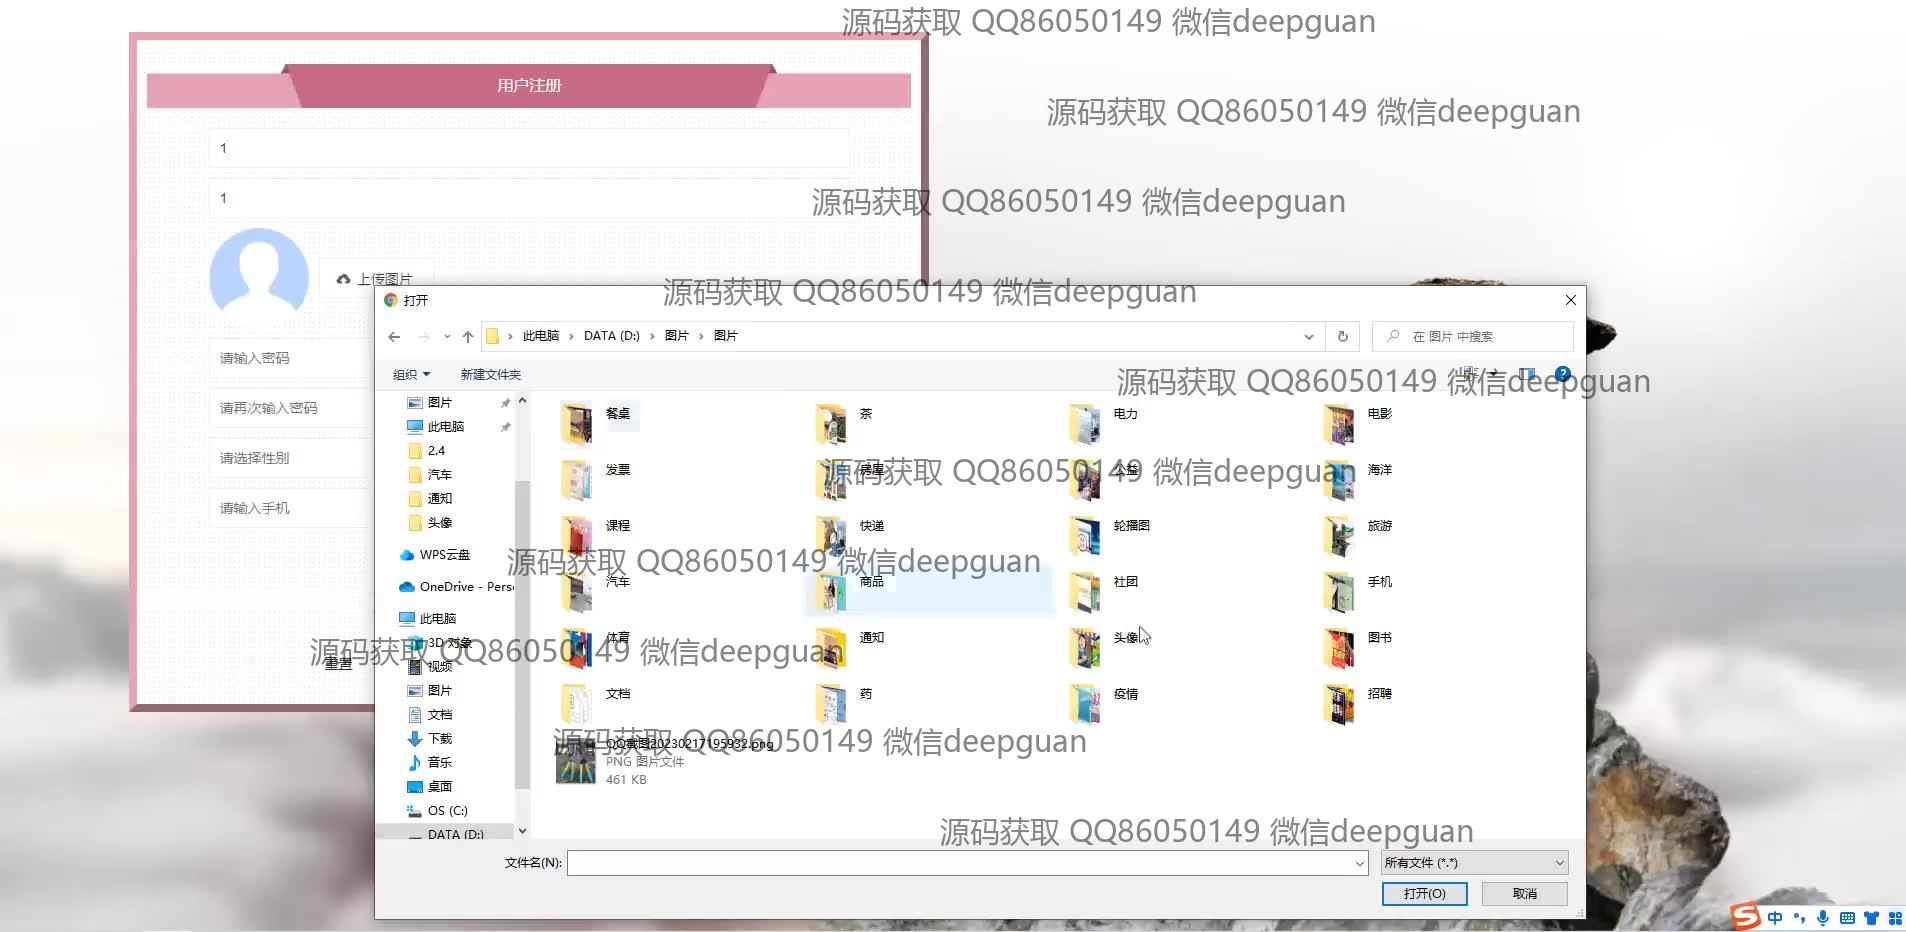 源码获取 QQ86050149 微信deepguan
用户注册
源码获取 QQ86050149 微信deepguan
1
1
源码获取 QQ86050149 微信deepguan
上传图片
源码获取 QQ86050149 微信deepguan
打开
此电脑 › DATA (D:) › 图片 › 图片
在 图片 中搜索
组织
新建文件夹
源码获取 QQ86050149 微信deepguan
请输入密码
请再次输入密码
请选择性别
请输入手机
重置
图片
此电脑
2.4
汽车
通知
头像
WPS云盘
OneDrive - Pers
此电脑
3D 对象
视频
图片
文档
下载
音乐
桌面
OS (C:)
DATA (D:)
餐桌 茶 电力 电影
发票 房屋 公益 海洋
源码获取 QQ86050149 微信deepguan
课程 快递 轮播图 旅游
源码获取 QQ86050149 微信deepguan
汽车 商品 社团 手机
体育 通知 头像 图书
源码获取 QQ86050149 微信deepguan
文档 药 疫情 招聘
源码获取 QQ86050149 微信deepguan
QQ截图20230217195932.png
PNG 图片文件
461 KB
源码获取 QQ86050149 微信deepguan
文件名(N):
所有文件 (*.*)
打开(O)
取消
中